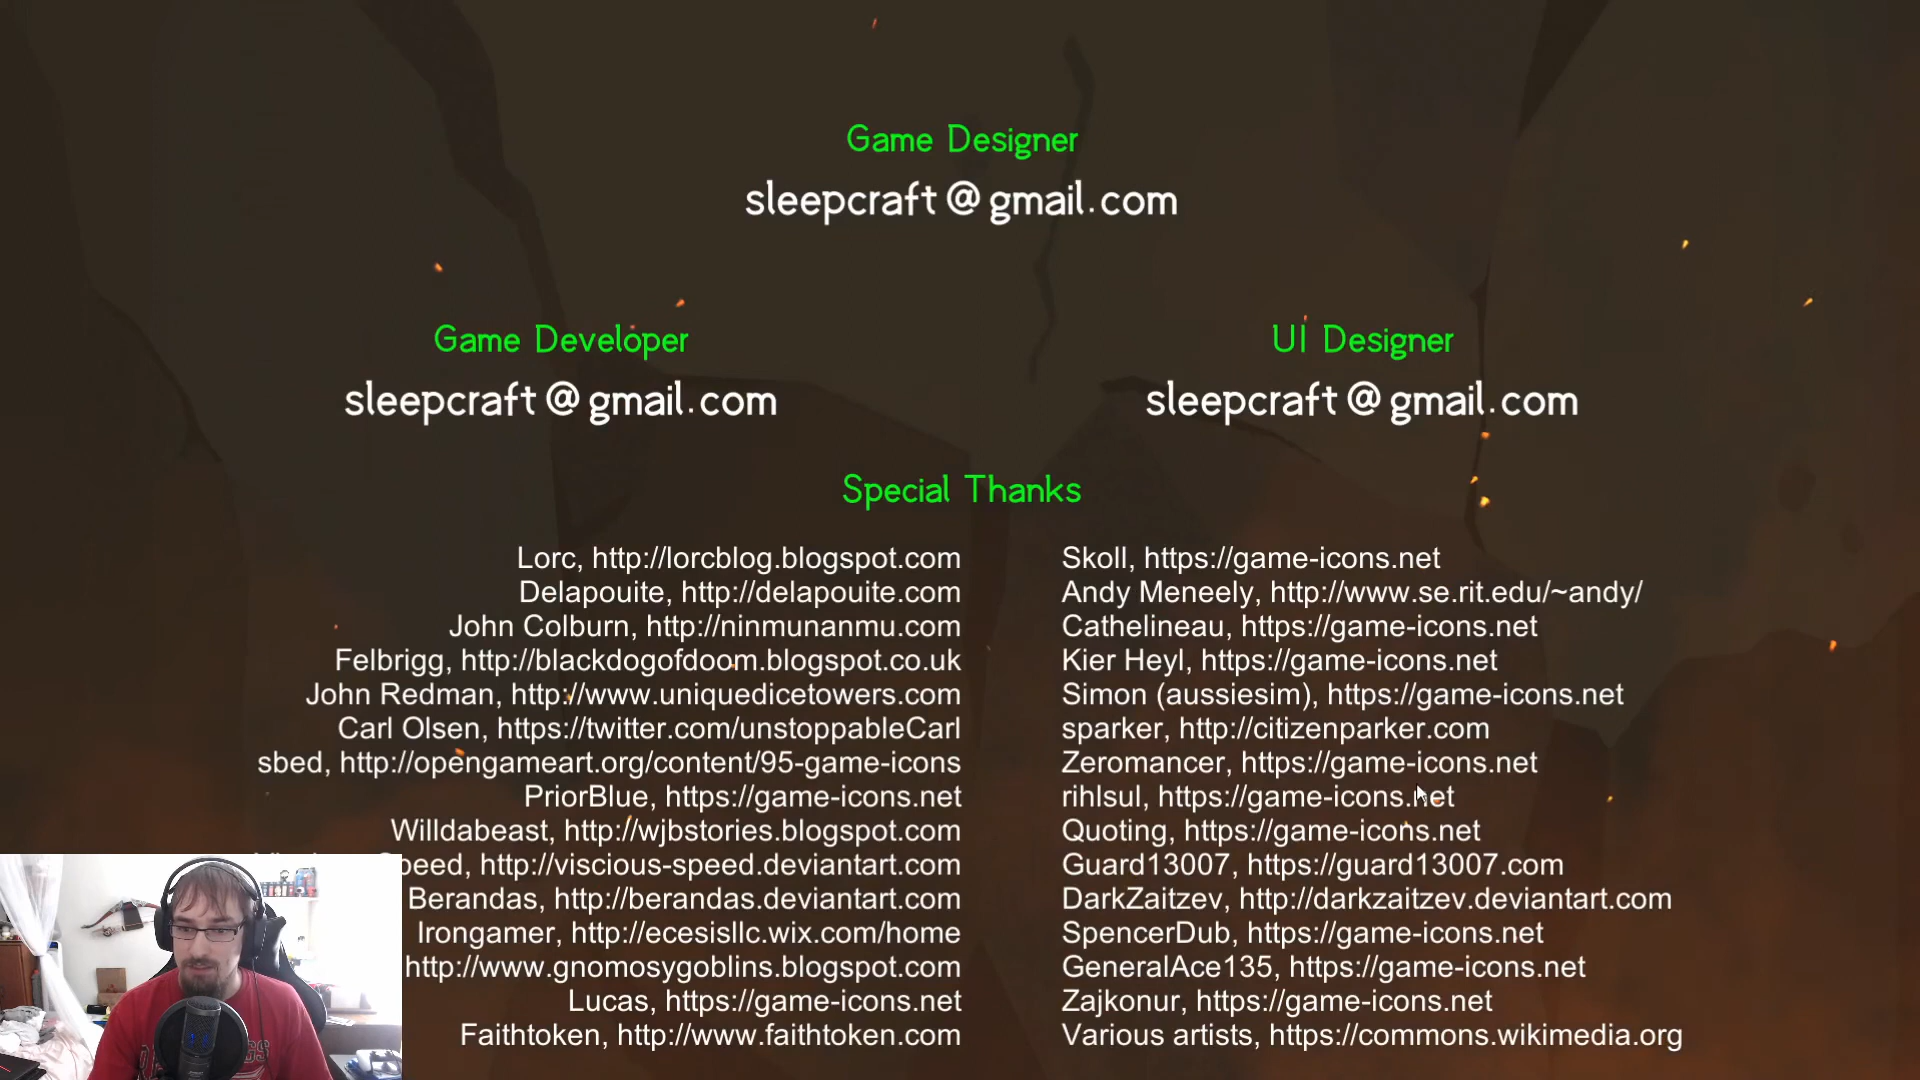 Game Designer
sleepcraft@gmail.com
Game Developer
sleepcraft@gmail.com
UI Designer
sleepcraft@gmail.com
Special Thanks
Lorc, http://lorcblog.blogspot.com
Delapouite, http://delapouite.com
John Colburn, http://ninmunanmu.com
Felbrigg, http://blackdogofdoom.blogspot.co.uk
John Redman, http://www.uniquedicetowers.com
Carl Olsen, https://twitter.com/unstoppableCarl
sbed, http://opengameart.org/content/95-game-icons
PriorBlue, https://game-icons.net
Willdabeast, http://wjbstories.blogspot.com
http://viscious-speed.deviantart.com
Berandas, http://berandas.deviantart.com
Irongamer, http://ecesisllc.wix.com/home
http://www.gnomosygoblins.blogspot.com
Lucas, https://game-icons.net
Faithtoken, http://www.faithtoken.com
Skoll, https://game-icons.net
Andy Meneely, http://www.se.rit.edu/~andy/
Cathelineau, https://game-icons.net
Kier Heyl, https://game-icons.net
Simon (aussiesim), https://game-icons.net
sparker, http://citizenparker.com
Zeromancer, https://game-icons.net
rihlsul, https://game-icons.net
Quoting, https://game-icons.net
Guard13007, https://guard13007.com
DarkZaitzev, http://darkzaitzev.deviantart.com
SpencerDub, https://game-icons.net
GeneralAce135, https://game-icons.net
Zajkonur, https://game-icons.net
Various artists, https://commons.wikimedia.org